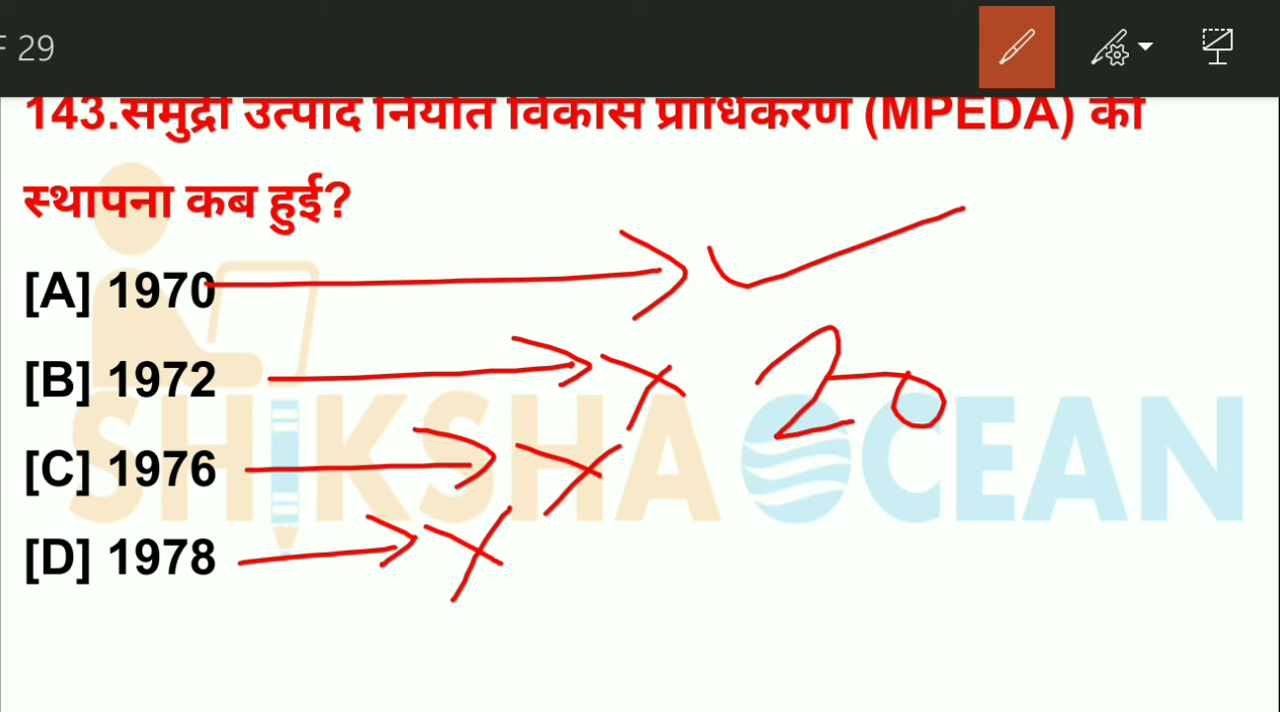 F 29
143.समुद्री उत्पाद निर्यात विकास प्राधिकरण (MPEDA) की
स्थापना कब हुई?
[A] 1970
[B] 1972
20
[C] 1976
[D] 1978
SHIKSHA OCEAN